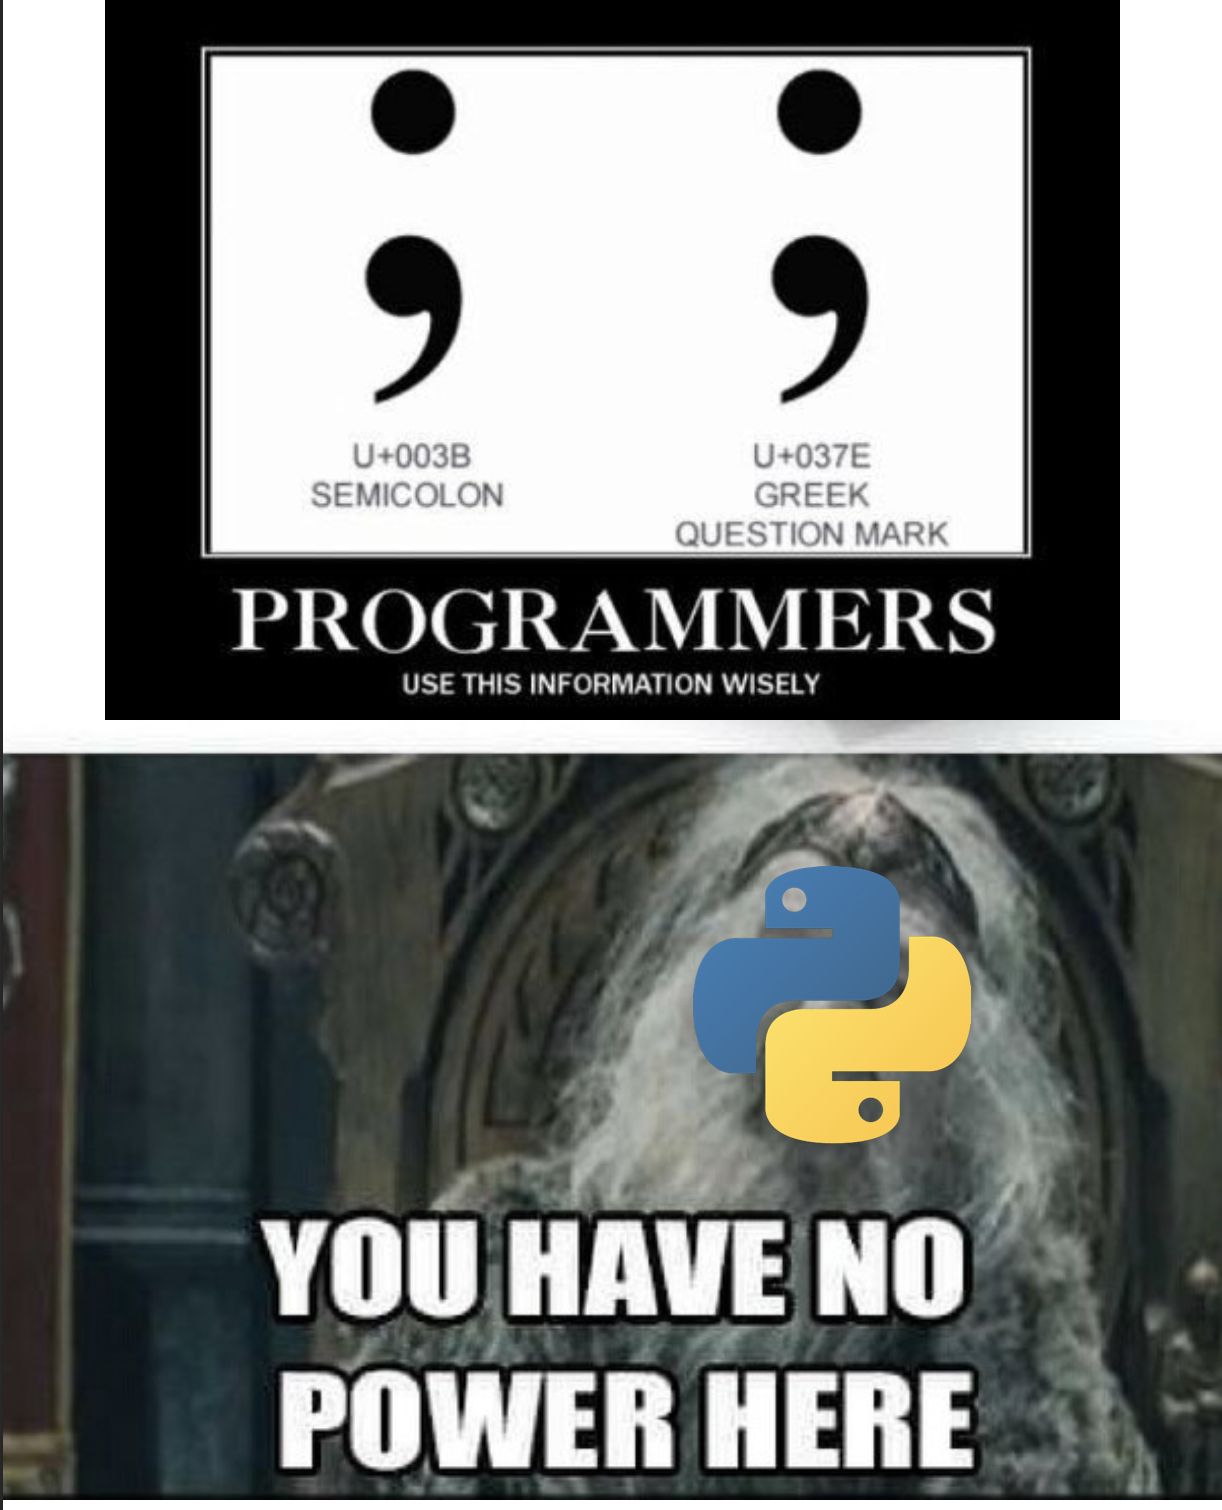 ;
;
U+003B
SEMICOLON
U+037E
GREEK
QUESTION MARK
PROGRAMMERS
USE THIS INFORMATION WISELY
YOU HAVE NO
POWER HERE